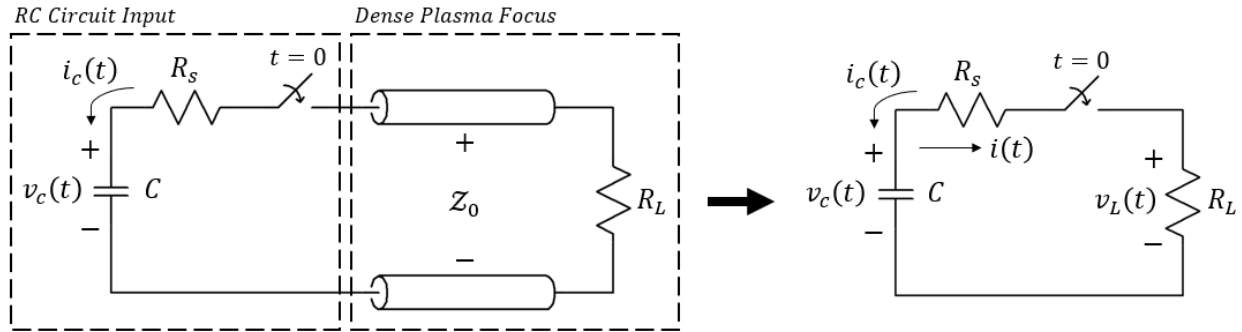 RC Circuit Input
Dense Plasma Focus
i_c(t)
R_s
t = 0
+
v_c(t)
C
−
+
Z_0
−
R_L
i_c(t)
R_s
t = 0
+
i(t)
v_c(t)
C
−
+
v_L(t)
R_L
−